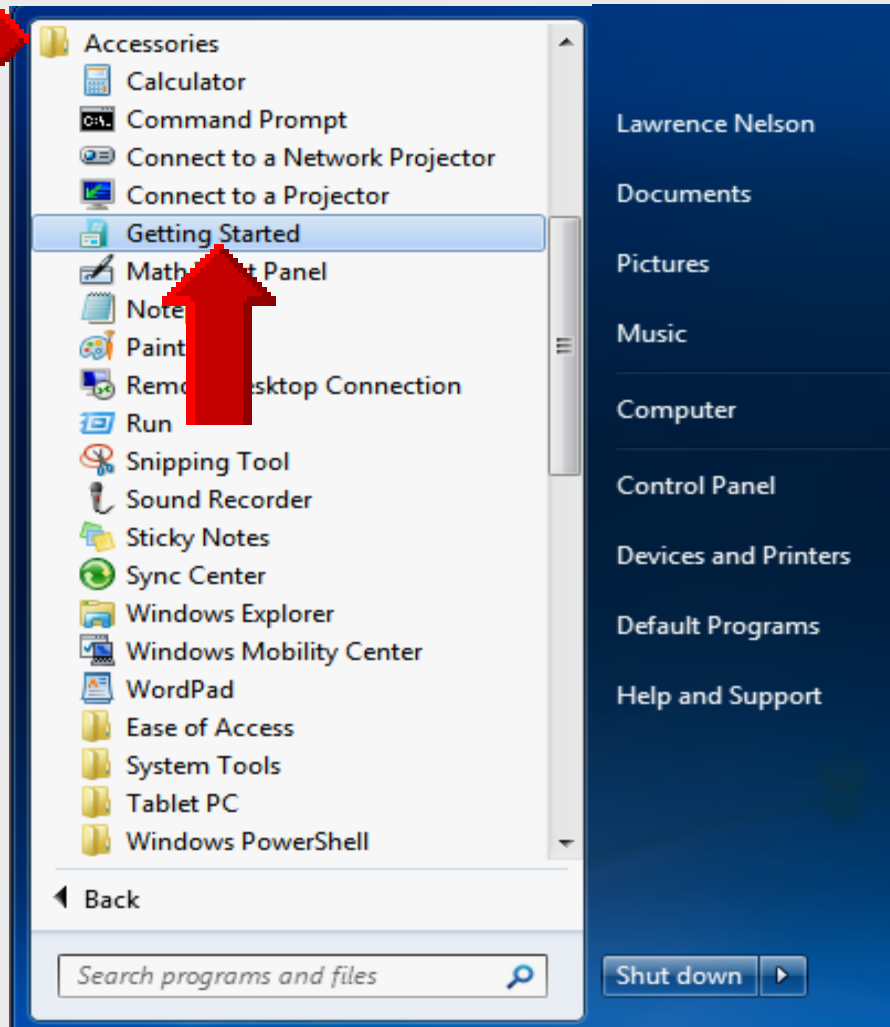 Accessories
Calculator
Command Prompt
Connect to a Network Projector
Connect to a Projector
Getting Started
Math Panel
Note
Paint
Desktop Connection
Run
Snipping Tool
Sound Recorder
Sticky Notes
Sync Center
Windows Explorer
Windows Mobility Center
WordPad
Ease of Access
System Tools
Tablet PC
Windows PowerShell
Back
Search programs and files
Lawrence Nelson
Documents
Pictures
Music
Computer
Control Panel
Devices and Printers
Default Programs
Help and Support
Shut down